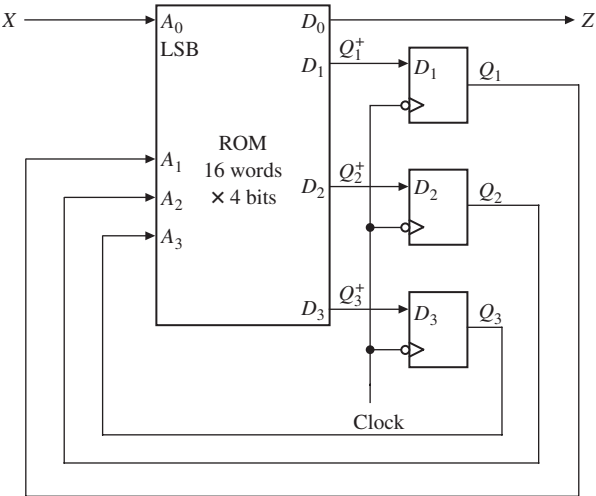 X A₀ D₀ Z
LSB
D₁ Q₁⁺ D₁ Q₁
ROM
16 words
× 4 bits
A₁
A₂ D₂ Q₂⁺ D₂ Q₂
A₃
D₃ Q₃⁺ D₃ Q₃
Clock